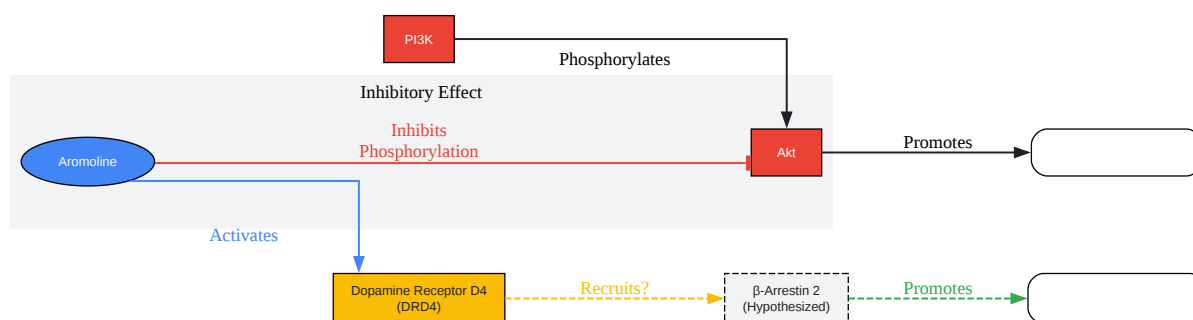 PI3K
Phosphorylates
Inhibitory Effect
Inhibits
Phosphorylation
Aromoline
Akt
Promotes
Activates
Dopamine Receptor D4
(DRD4)
Recruits?
β-Arrestin 2
(Hypothesized)
Promotes